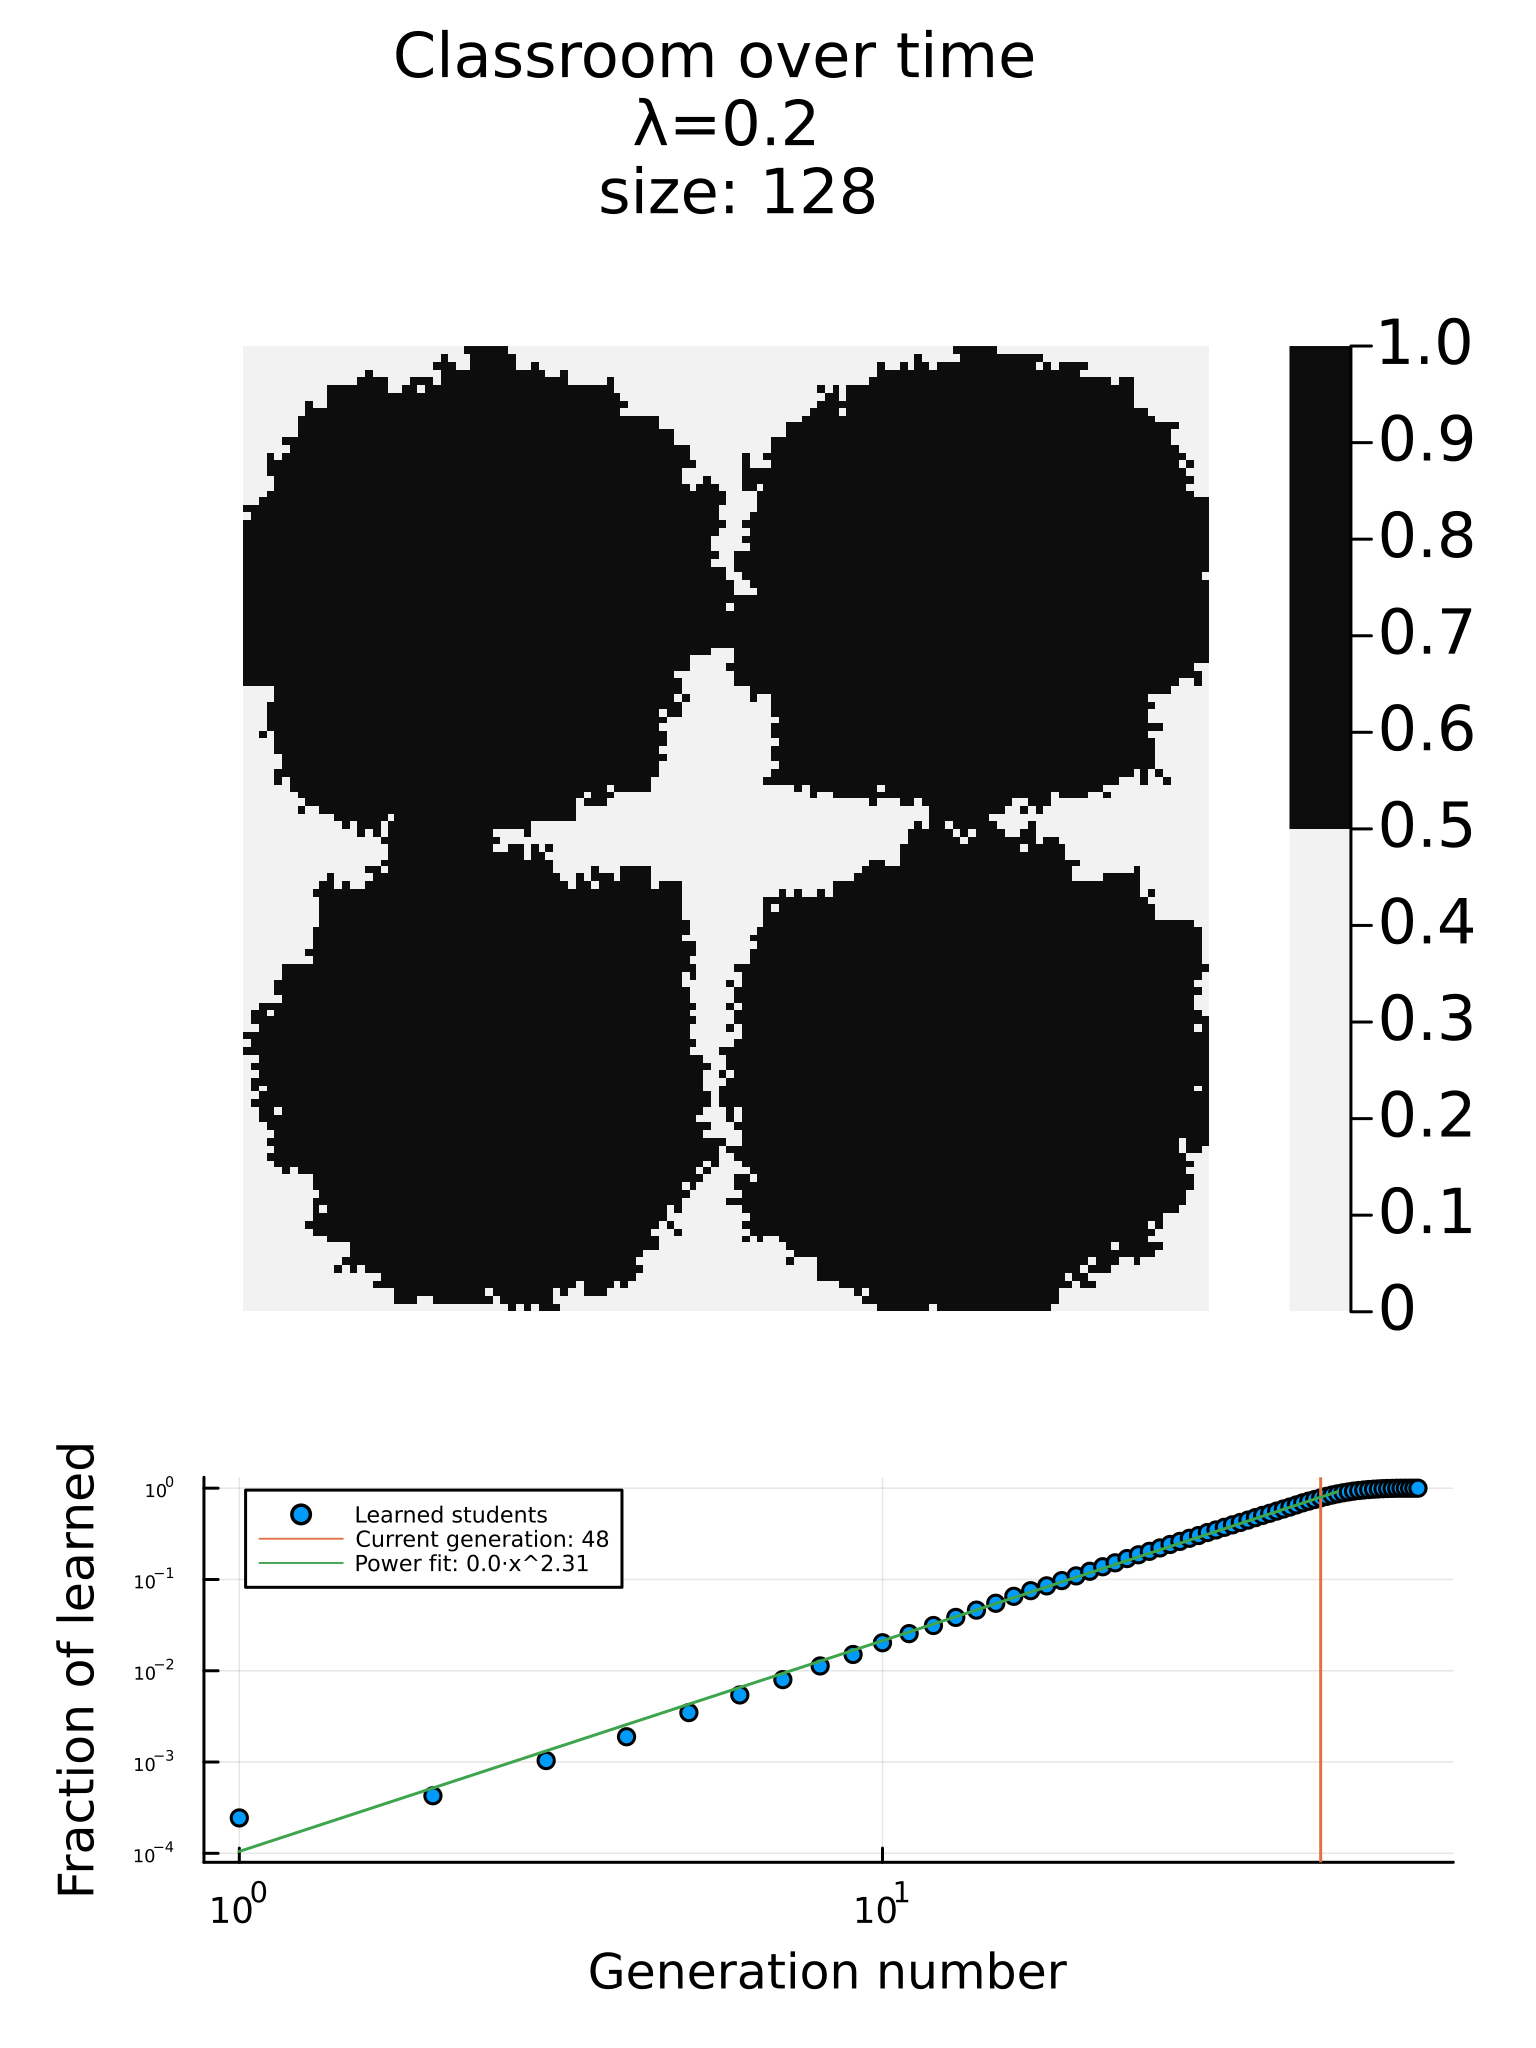 Classroom over time
λ=0.2
size: 128
1.0
0.9
0.8
0.7
0.6
0.5
0.4
0.3
0.2
0.1
0
Fraction of learned
10^0
10^-1
10^-2
10^-3
10^-4
Learned students
Current generation: 48
Power fit: 0.0·x^2.31
10^0
10^1
Generation number